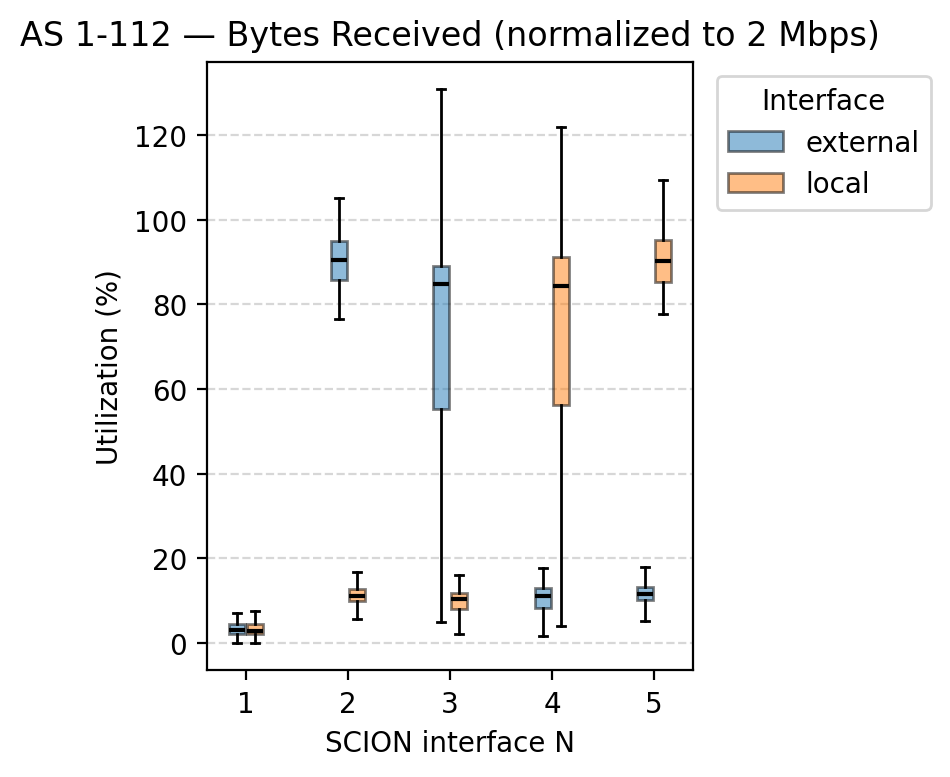 AS 1-112 — Bytes Received (normalized to 2 Mbps)
Interface
external
local
Utilization (%)
120
100
80
60
40
20
0
1 2 3 4 5
SCION interface N